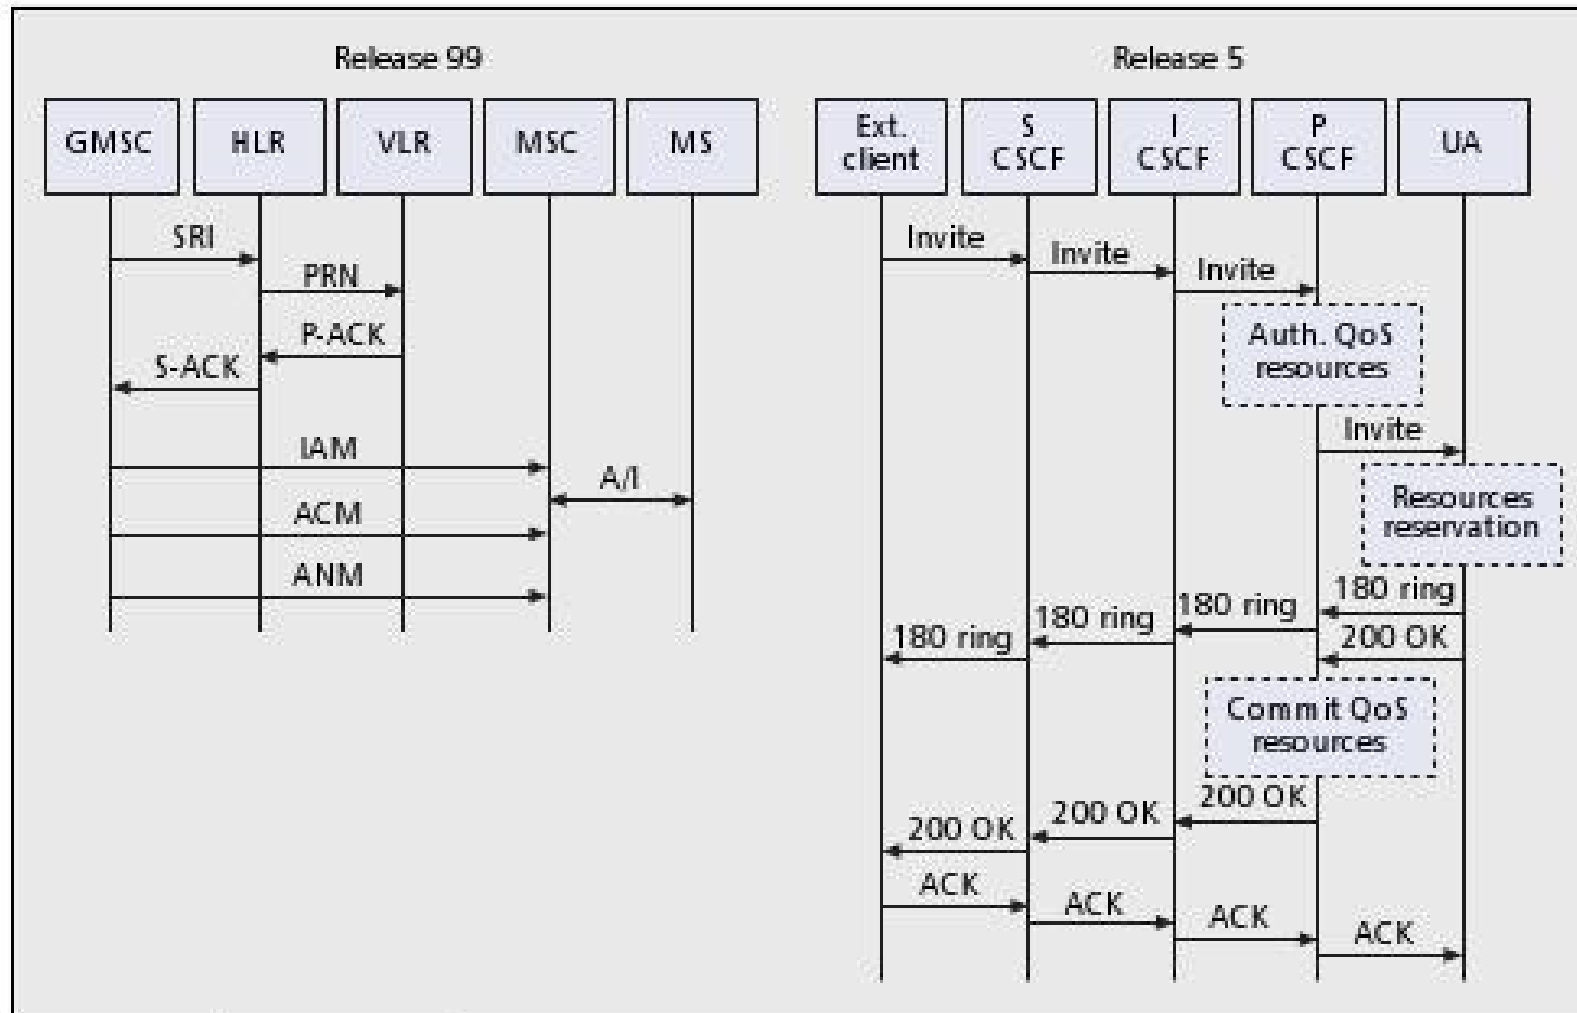 Release 99
Release 5
GMSC
HLR
VLR
MSC
MS
Ext.
client
S
CSCF
I
CSCF
P
CSCF
UA
SRI
PRN
P-ACK
S-ACK
IAM
A/I
ACM
ANM
Invite
Invite
Invite
Auth. QoS
resources
Invite
Resources
reservation
180 ring
180 ring
180 ring
180 ring
200 OK
Commit QoS
resources
200 OK
200 OK
200 OK
ACK
ACK
ACK
ACK